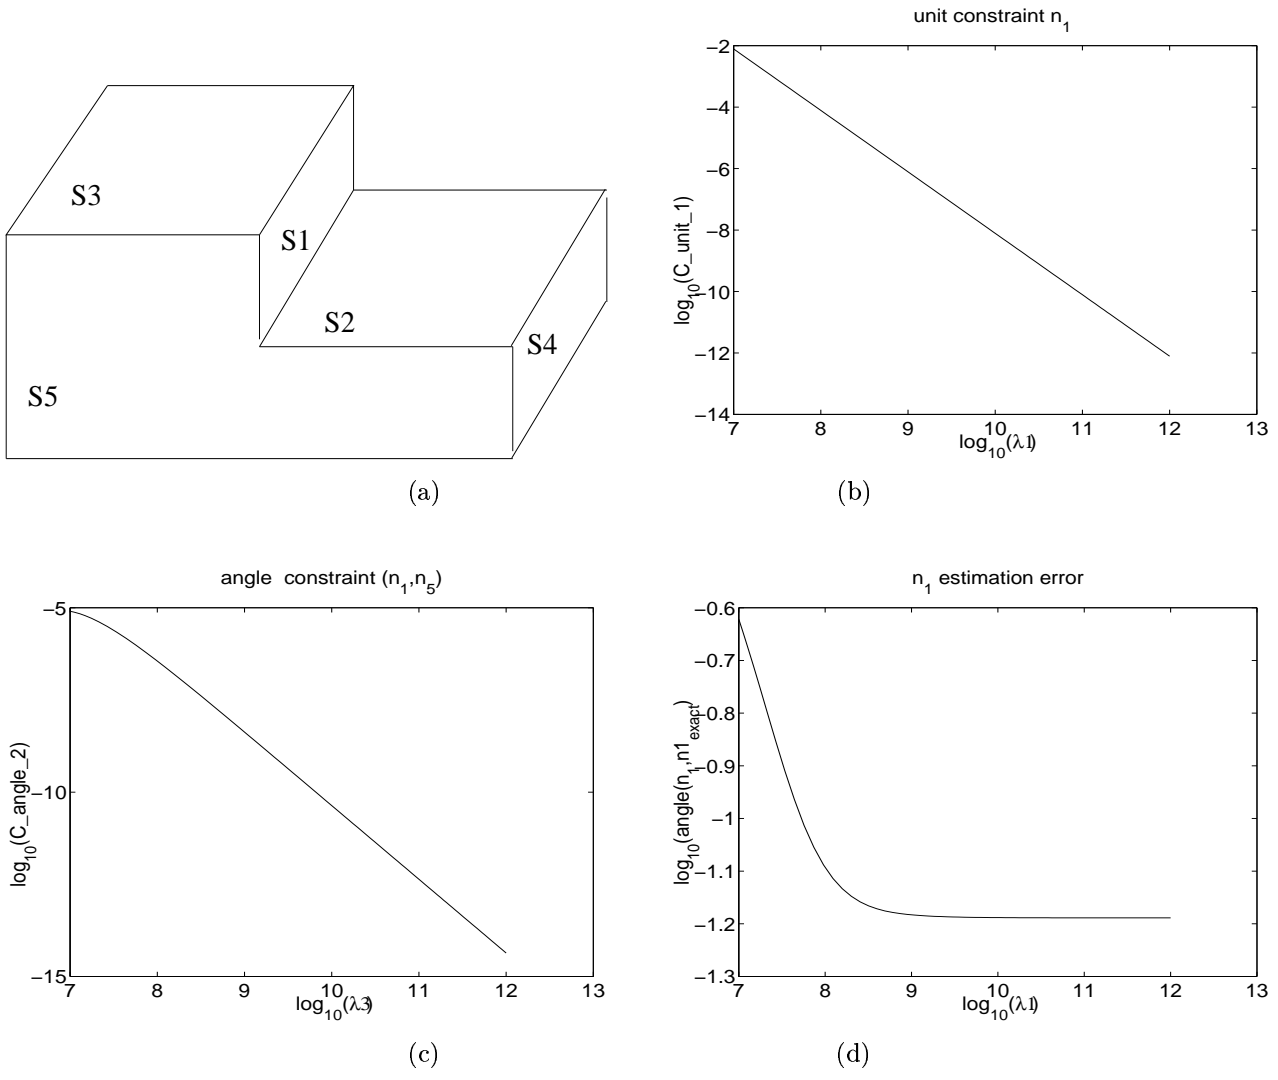 S3
S1
S2
S4
S5
(a)
unit constraint n1
log10(C_unit_1)
−2
−4
−6
−8
−10
−12
−14
7 8 9 10 11 12 13
log10(λ1)
(b)
angle constraint (n1,n5)
log10(C_angle_2)
−5
−10
−15
7 8 9 10 11 12 13
log10(λ3)
(c)
n1 estimation error
log10(angle(n1,n1exact)
−0.6
−0.7
−0.8
−0.9
−1
−1.1
−1.2
−1.3
7 8 9 10 11 12 13
log10(λ1)
(d)